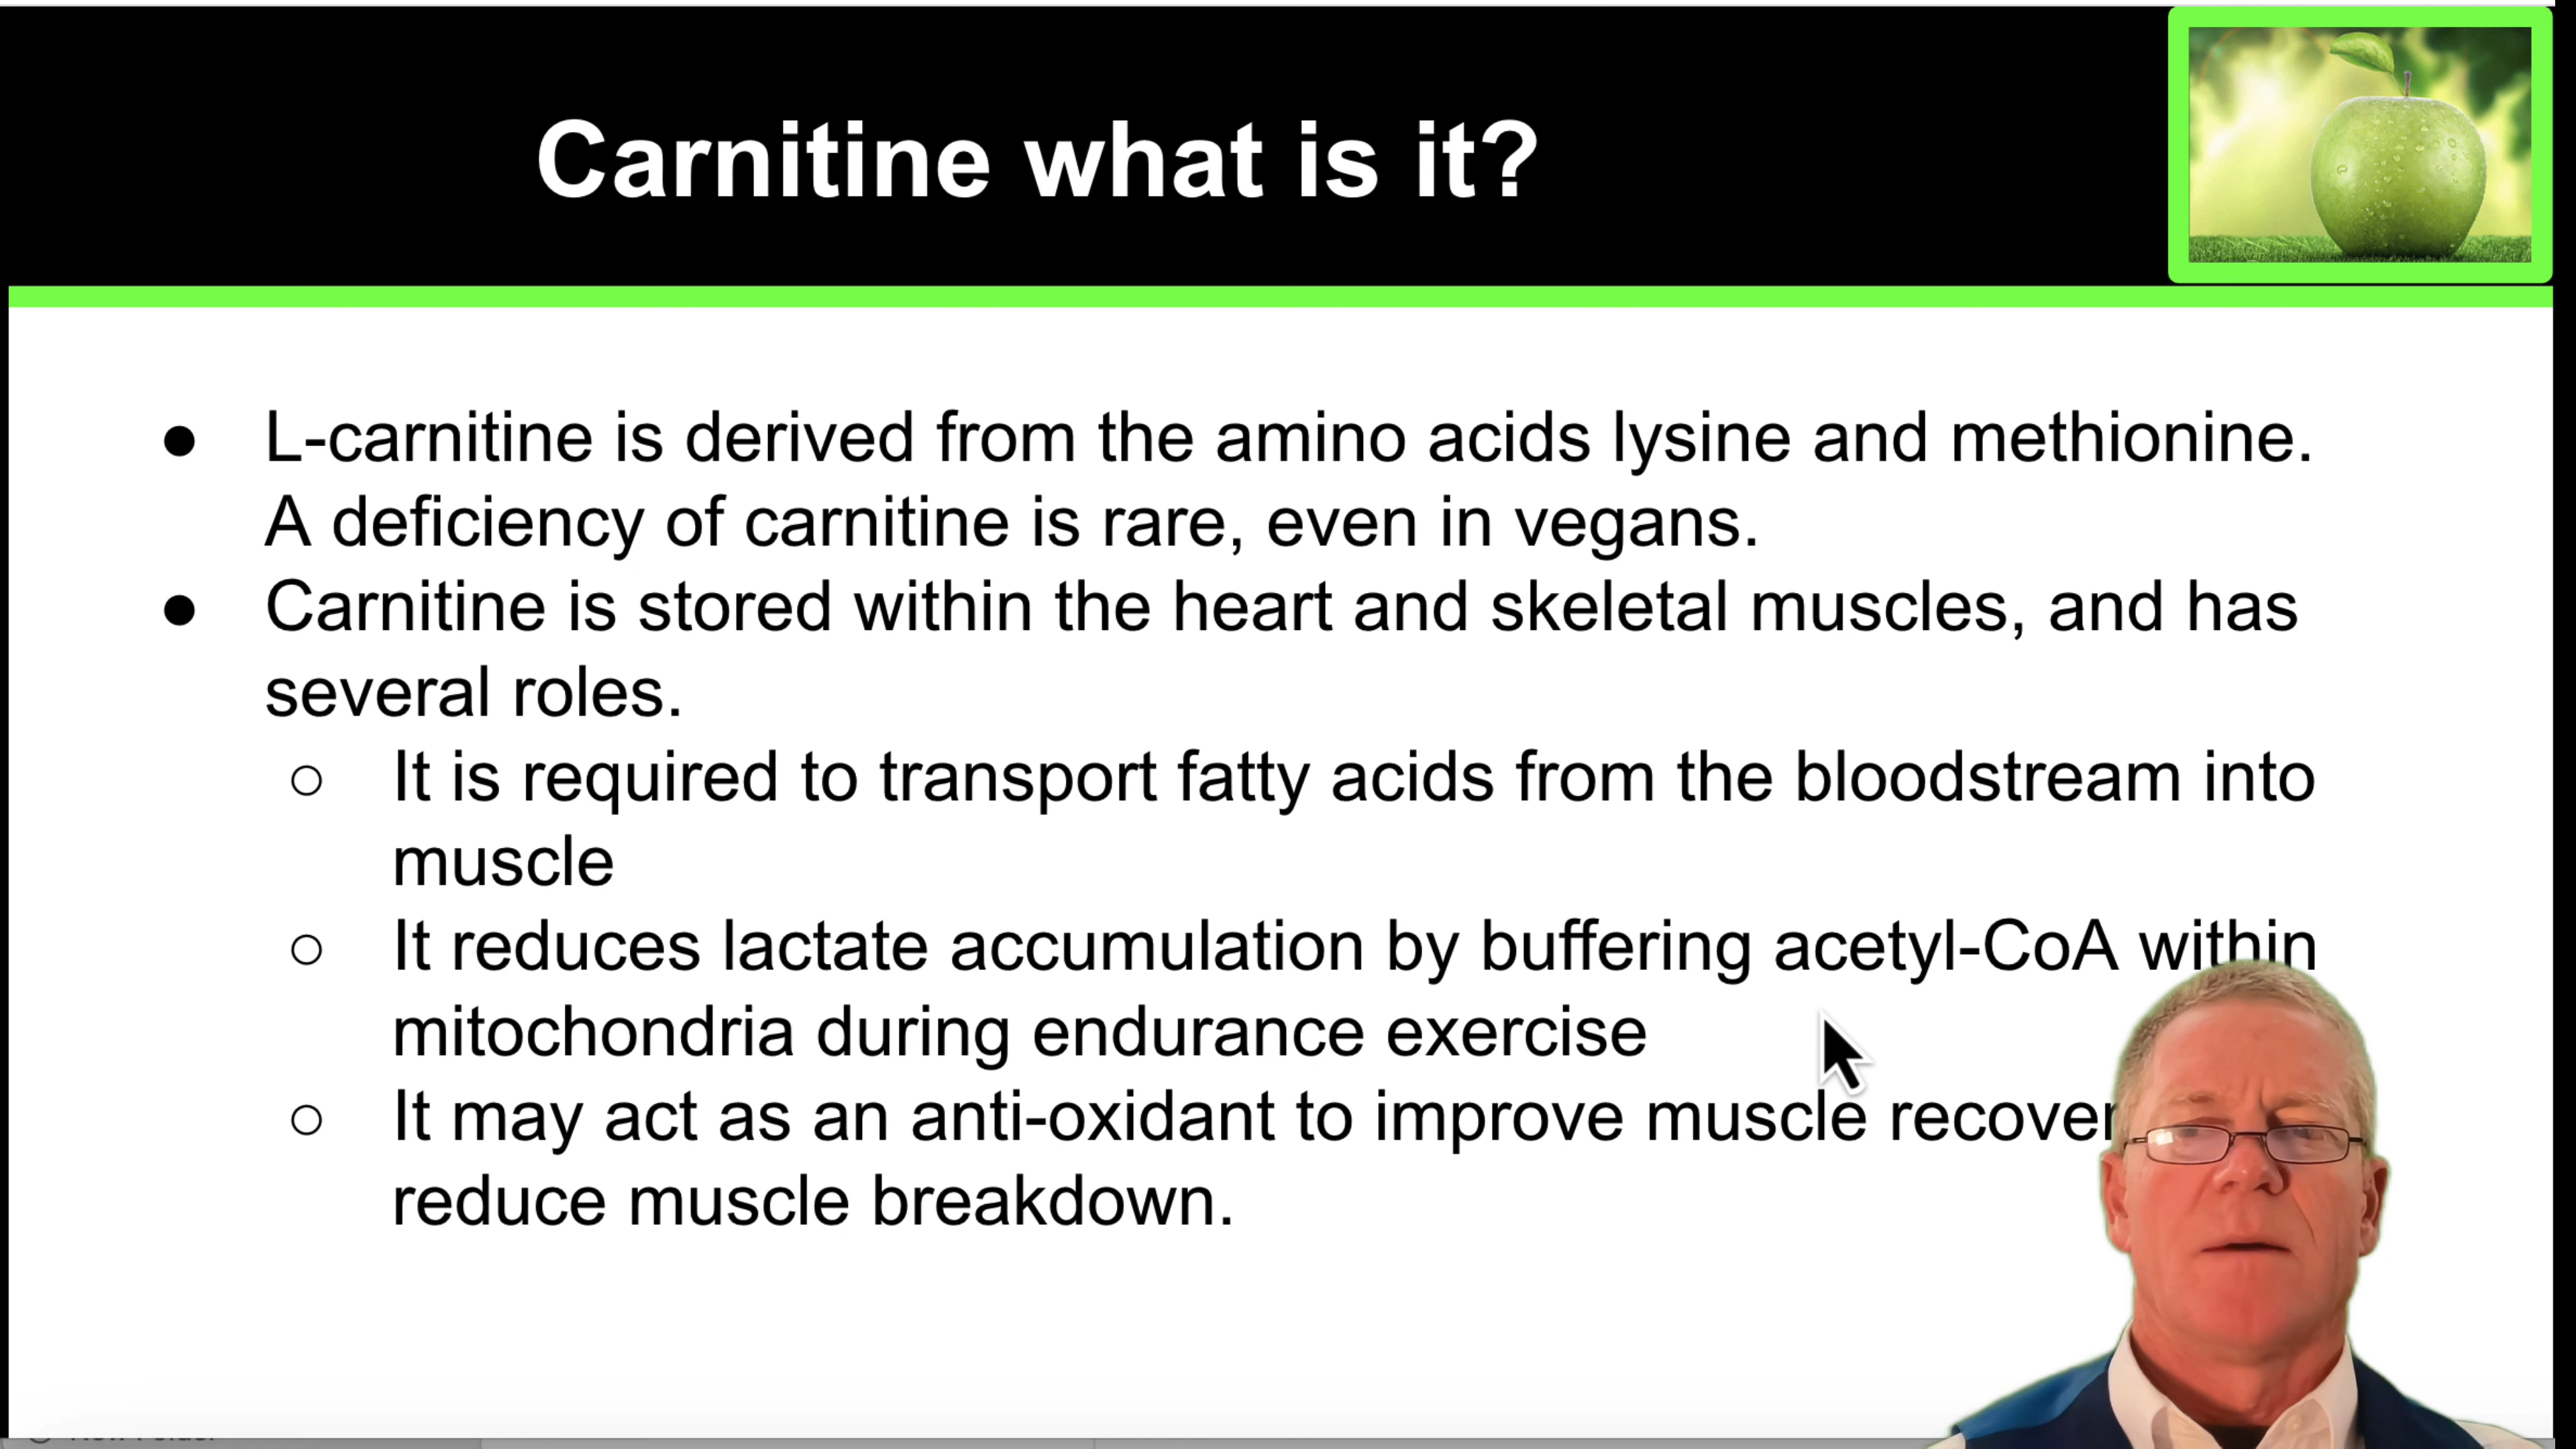 Carnitine what is it?
● L-carnitine is derived from the amino acids lysine and methionine.
A deficiency of carnitine is rare, even in vegans.
● Carnitine is stored within the heart and skeletal muscles, and has
several roles.
○ It is required to transport fatty acids from the bloodstream into
muscle
○ It reduces lactate accumulation by buffering acetyl-CoA within
mitochondria during endurance exercise
○ It may act as an anti-oxidant to improve muscle recover
reduce muscle breakdown.